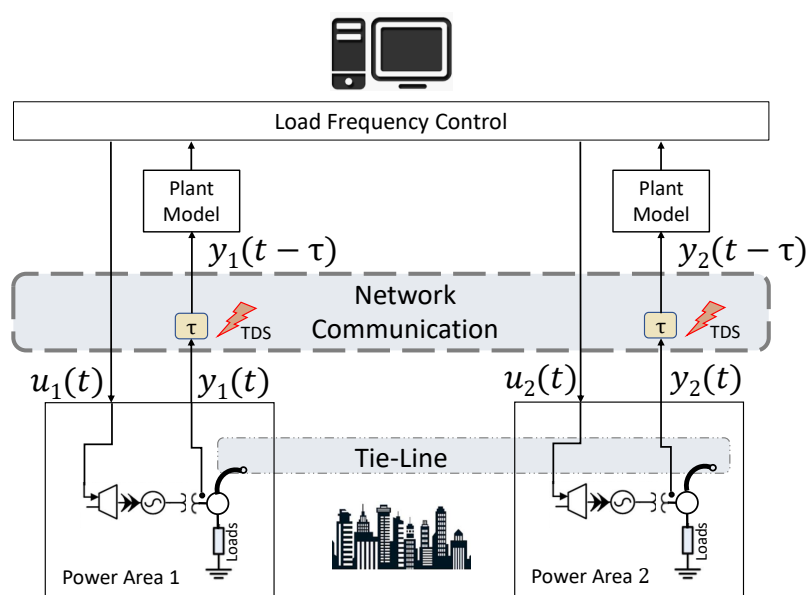 Load Frequency Control
Plant
Model
Plant
Model
y₁(t − τ)
y₂(t − τ)
Network
Communication
τ
TDS
τ
TDS
u₁(t)
y₁(t)
u₂(t)
y₂(t)
Tie-Line
Loads
Loads
Power Area 1
Power Area 2